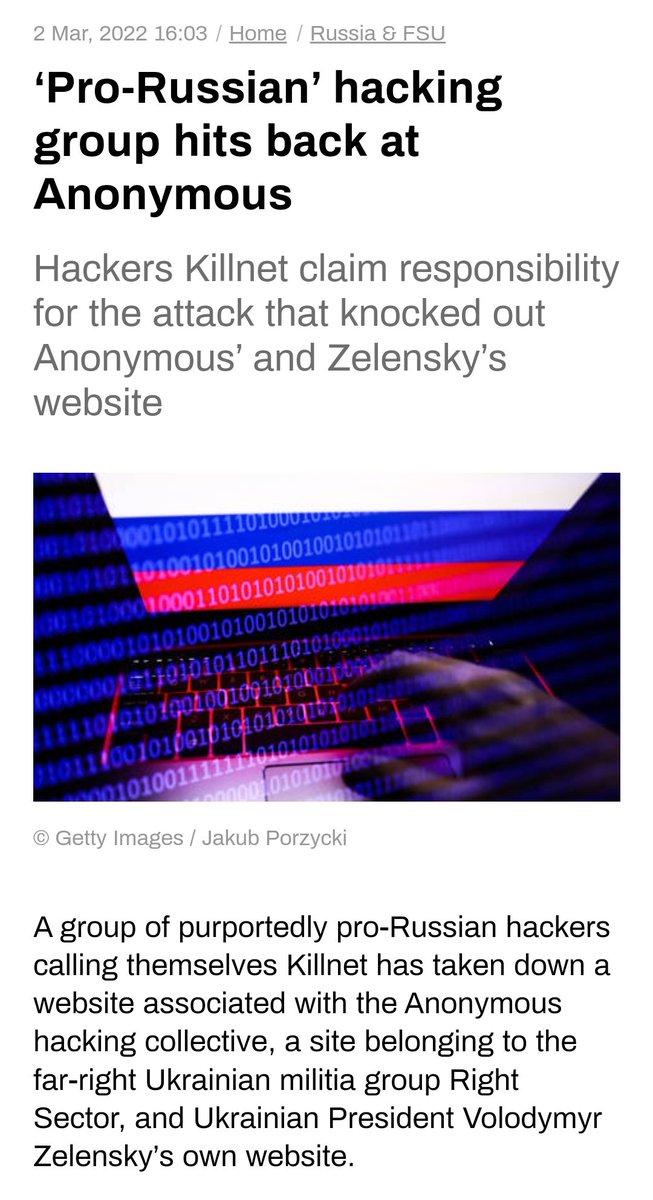 2 Mar, 2022 16:03 / Home / Russia & FSU
‘Pro-Russian’ hacking
group hits back at
Anonymous
Hackers Killnet claim responsibility
for the attack that knocked out
Anonymous’ and Zelensky’s
website
© Getty Images / Jakub Porzycki
A group of purportedly pro-Russian hackers
calling themselves Killnet has taken down a
website associated with the Anonymous
hacking collective, a site belonging to the
far-right Ukrainian militia group Right
Sector, and Ukrainian President Volodymyr
Zelensky’s own website.